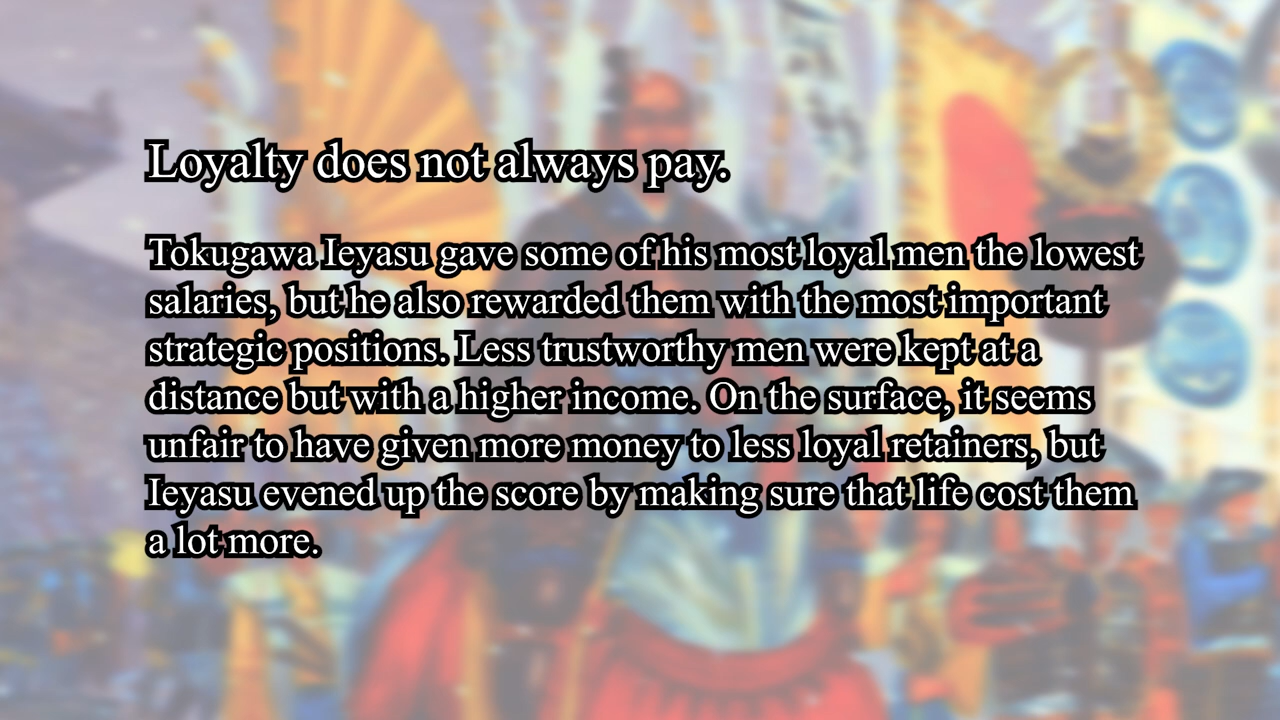 Loyalty does not always pay.
Tokugawa Ieyasu gave some of his most loyal men the lowest
salaries, but he also rewarded them with the most important
strategic positions. Less trustworthy men were kept at a
distance but with a higher income. On the surface, it seems
unfair to have given more money to less loyal retainers, but
Ieyasu evened up the score by making sure that life cost them
a lot more.